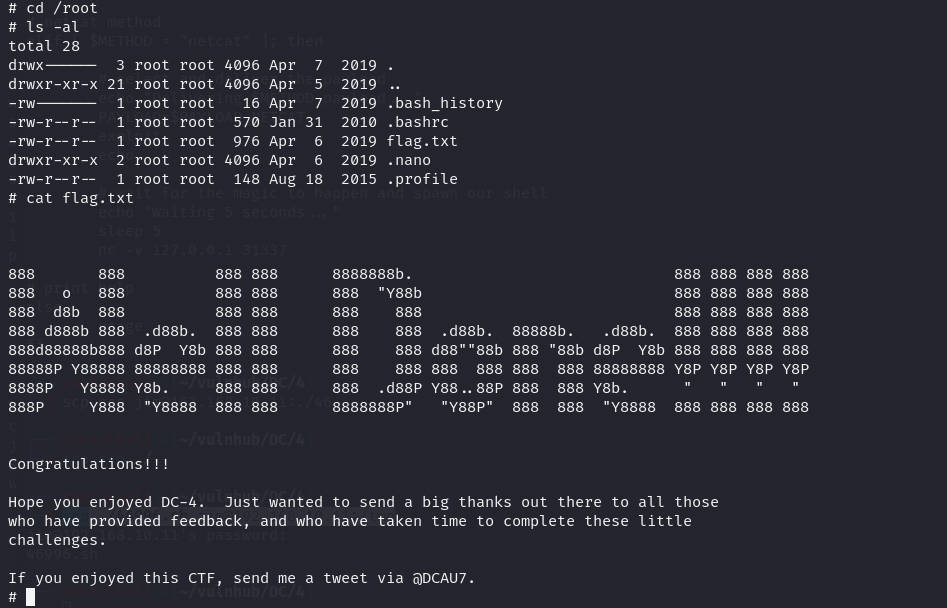 # cd /root
# ls -al
total 28
drwx------  3 root root 4096 Apr  7  2019 .
drwxr-xr-x 21 root root 4096 Apr  5  2019 ..
-rw-------  1 root root   16 Apr  7  2019 .bash_history
-rw-r--r--  1 root root  570 Jan 31  2010 .bashrc
-rw-r--r--  1 root root  976 Apr  6  2019 flag.txt
drwxr-xr-x  2 root root 4096 Apr  6  2019 .nano
-rw-r--r--  1 root root  148 Aug 18  2015 .profile
# cat flag.txt
888       888          888 888      8888888b.                             888 888 888 888
888   o   888          888 888      888  "Y88b                            888 888 888 888
888  d8b  888          888 888      888    888                            888 888 888 888
888 d888b 888  .d88b.  888 888      888    888  .d88b.  88888b.   .d88b.  888 888 888 888
888d88888b888 d8P  Y8b 888 888      888    888 d88""88b 888 "88b d8P  Y8b 888 888 888 888
88888P Y88888 88888888 888 888      888    888 888  888 888  888 88888888 Y8P Y8P Y8P Y8P
8888P   Y8888 Y8b.     888 888      888  .d88P Y88..88P 888  888 Y8b.      "   "   "   "
888P     Y888  "Y8888  888 888      8888888P"   "Y88P"  888  888  "Y8888  888 888 888 888
Congratulations!!!
Hope you enjoyed DC-4.  Just wanted to send a big thanks out there to all those
who have provided feedback, and who have taken time to complete these little
challenges.
If you enjoyed this CTF, send me a tweet via @DCAU7.
#